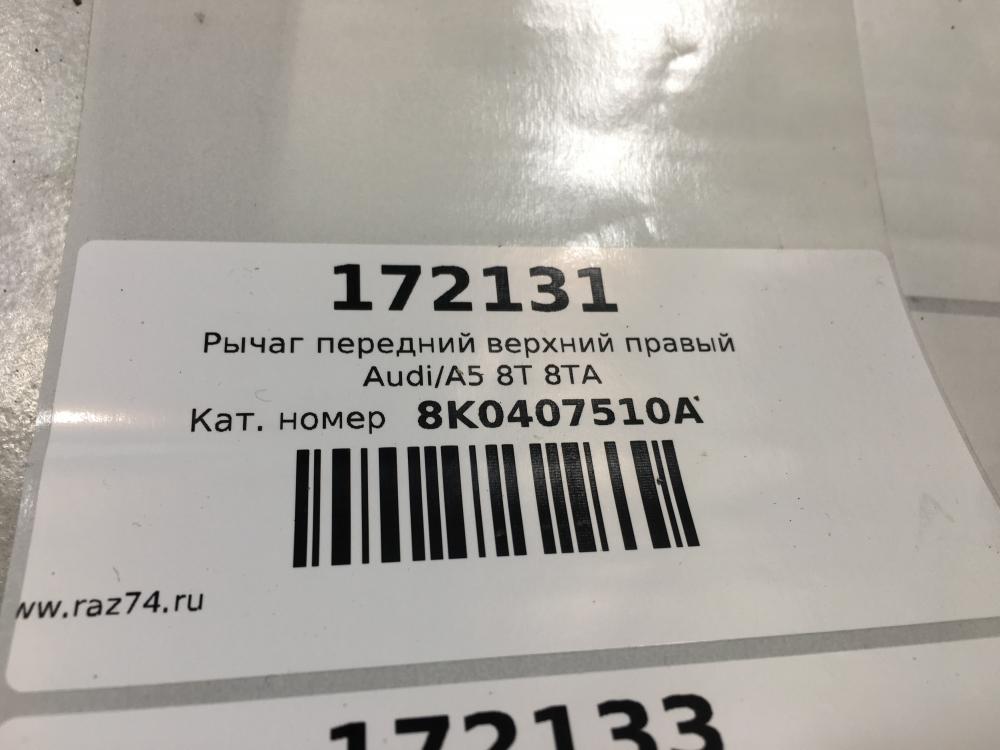 172131
Рычаг передний верхний правый
Audi/A5 8T 8TA
Кат. номер 8K0407510A
ww.raz74.ru
172133